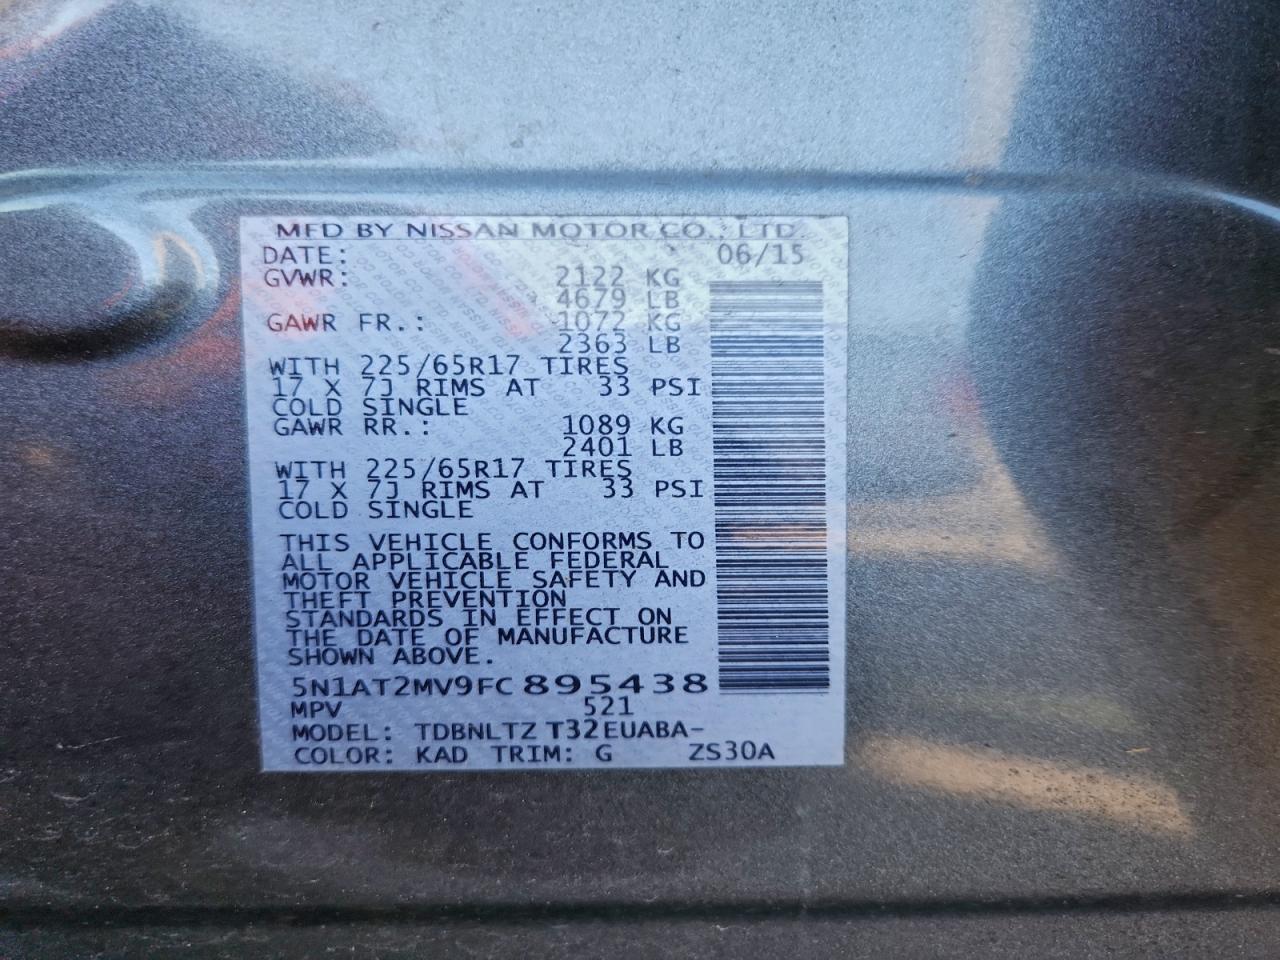 MFD BY NISSAN MOTOR CO., LTD.
DATE: 06/15
GVWR: 2122 KG
4679 LB
GAWR FR.: 1072 KG
2363 LB
WITH 225/65R17 TIRES
17 X 7J RIMS AT 33 PSI
COLD SINGLE
GAWR RR.: 1089 KG
2401 LB
WITH 225/65R17 TIRES
17 X 7J RIMS AT 33 PSI
COLD SINGLE
THIS VEHICLE CONFORMS TO
ALL APPLICABLE FEDERAL
MOTOR VEHICLE SAFETY AND
THEFT PREVENTION
STANDARDS IN EFFECT ON
THE DATE OF MANUFACTURE
SHOWN ABOVE.
5N1AT2MV9FC895438
MPV 521
MODEL: TDBNLTZ T32EUABA-
COLOR: KAD TRIM: G ZS30A